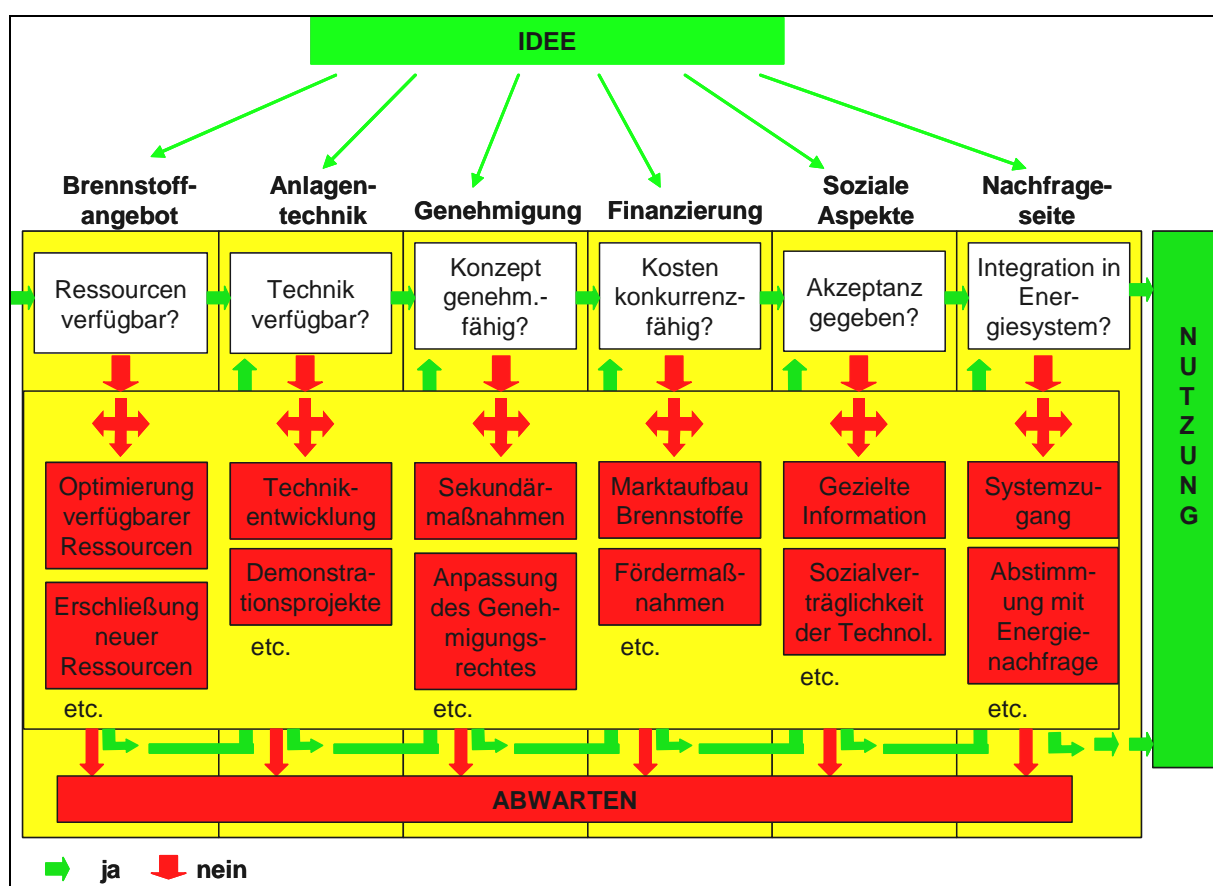 IDEE
Brennstoff-
angebot
Anlagen-
technik
Genehmigung
Finanzierung
Soziale
Aspekte
Nachfrage-
seite
Ressourcen
verfügbar?
Technik
verfügbar?
Konzept
genehm.-
fähig?
Kosten
konkurrenz-
fähig?
Akzeptanz
gegeben?
Integration in
Ener-
giesystem?
N
U
T
Z
U
N
G
Optimierung
verfügbarer
Ressourcen
Erschließung
neuer
Ressourcen
etc.
Technik-
entwicklung
Demonstra-
tionsprojekte
etc.
Sekundär-
maßnahmen
Anpassung
des Geneh-
migungs-
rechtes
etc.
Marktaufbau
Brennstoffe
Fördermaß-
nahmen
etc.
Gezielte
Information
Sozialver-
träglichkeit
der Technol.
etc.
Systemzu-
gang
Abstimm-
ung mit
Energie-
nachfrage
etc.
ABWARTEN
ja
nein